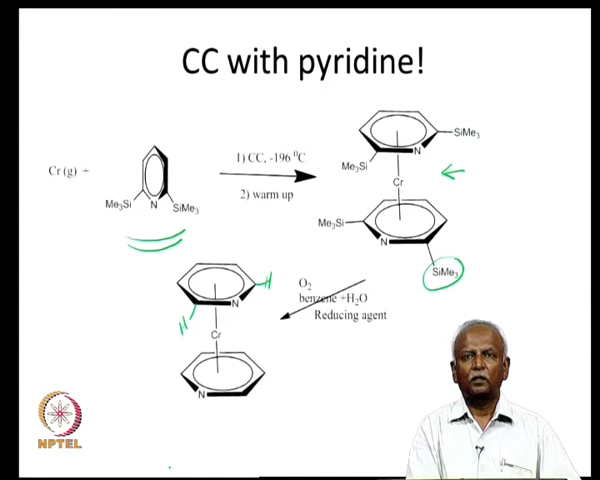 CC with pyridine!
Cr (g) +
Me3Si
N
SiMe3
1) CC, -196 ⁰C
2) warm up
SiMe3
N
Me3Si
Cr
Me3Si
N
SiMe3
O2
benzene +H2O
Reducing agent
H
N
H
Cr
N
NPTEL